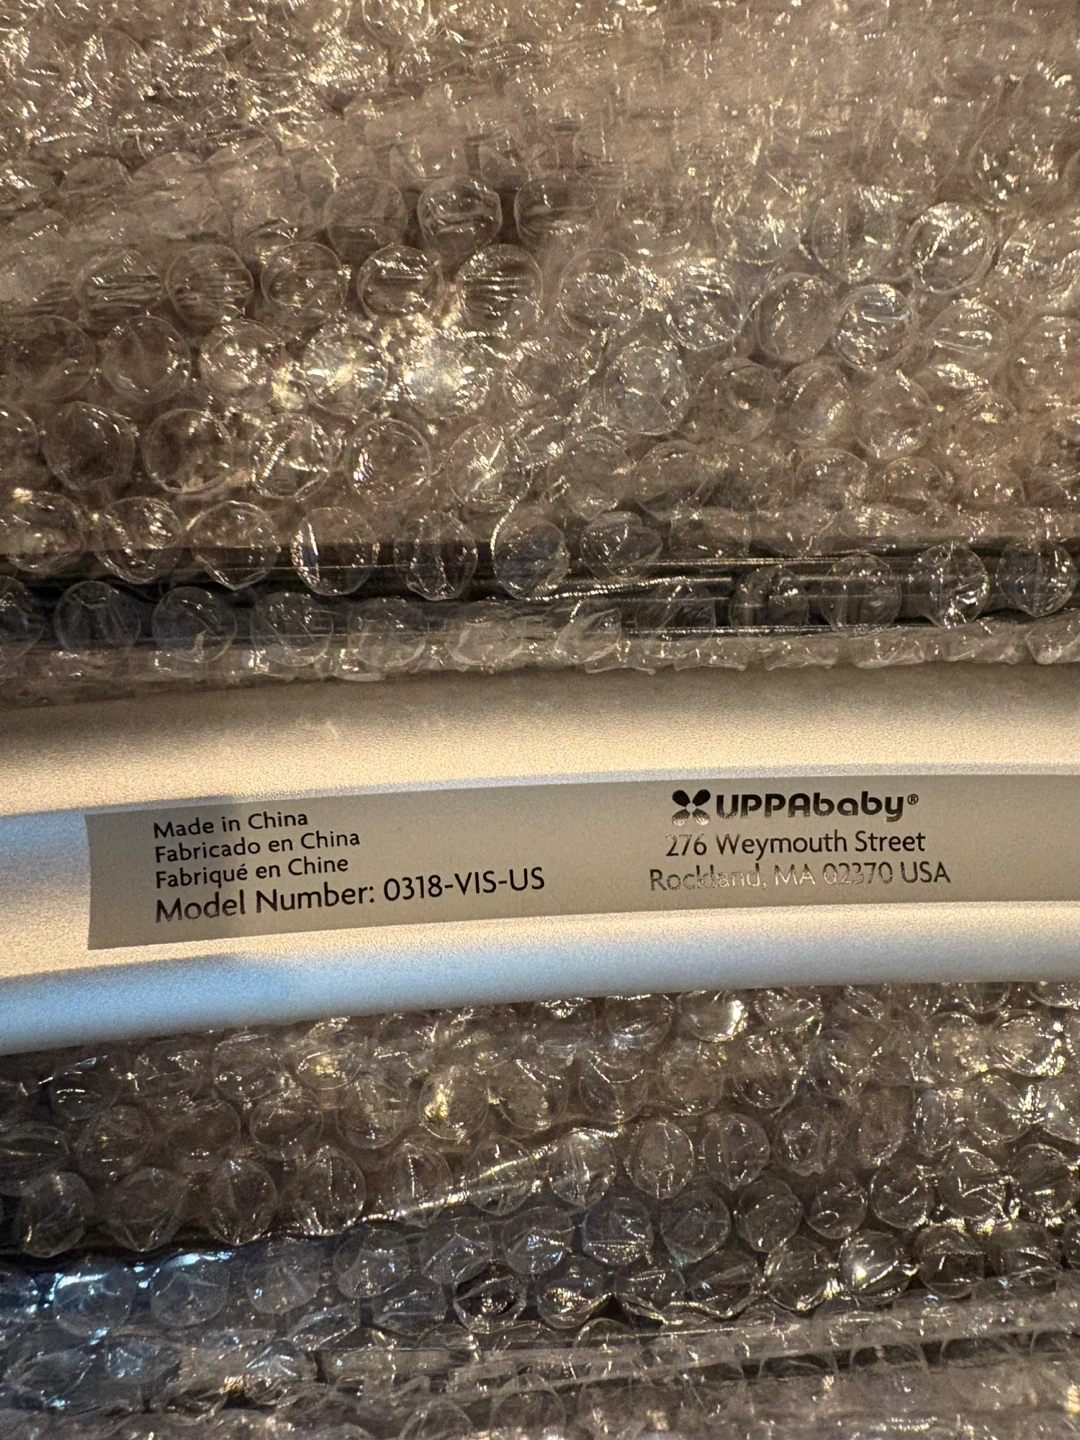 Made in China
Fabricado en China
Fabriqué en Chine
Model Number: 0318-VIS-US
UPPAbaby®
276 Weymouth Street
Rockland, MA 02370 USA